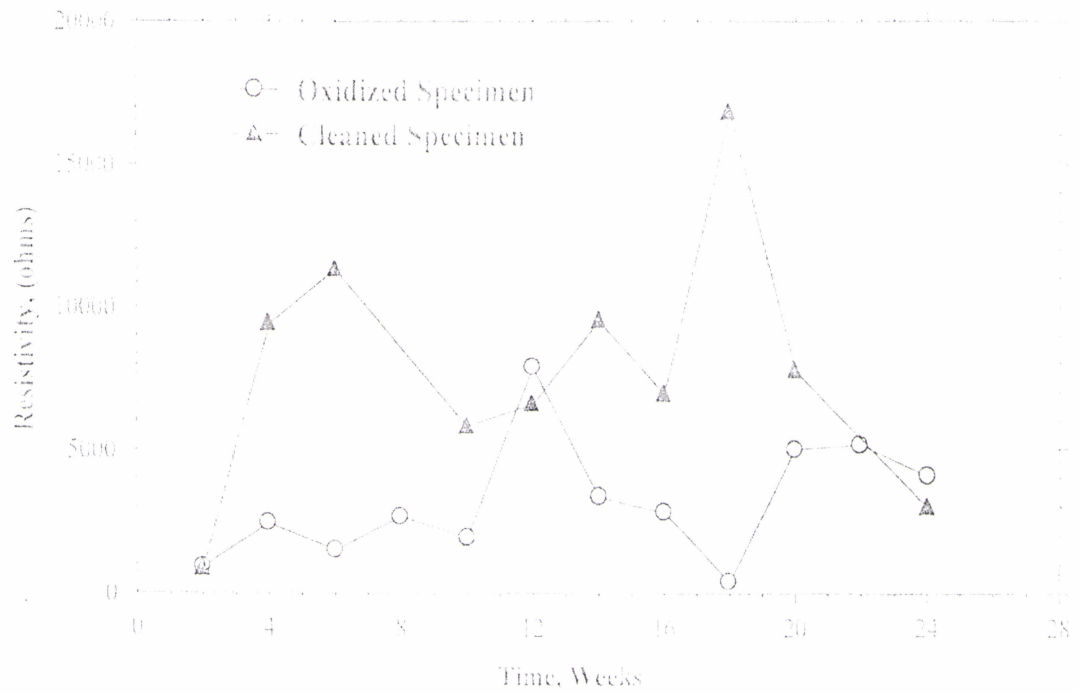 20000
Oxidized Specimen
Cleaned Specimen
15000
Resistivity, (ohms)
10000
5000
0
0 4 8 12 16 20 24 28
Time, Weeks